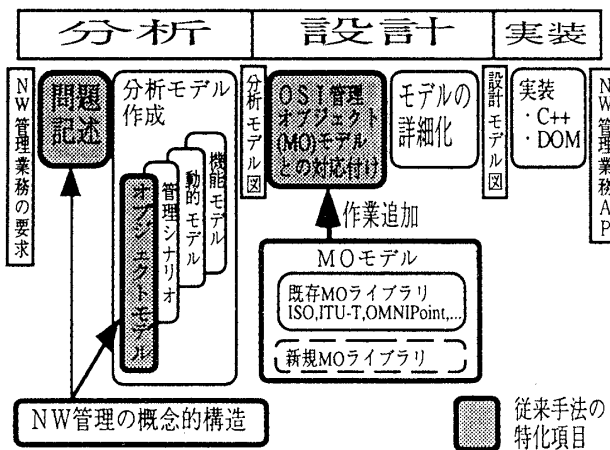 分析
設計
実装
NW管理業務の要求
問題
記述
分析モデル
作成
オブジェクトモデル
管理シナリオ
動的モデル
機能モデル
分析モデル図
OSI管理
オブジェクト
(MO)モデル
との対応付け
モデルの
詳細化
設計モデル図
実装
・C++
・DOM
NW管理業務AP
作業追加
MOモデル
既存MOライブラリ
ISO,ITU-T,OMNIPoint,...
新規MOライブラリ
NW管理の概念的構造
従来手法の
特化項目